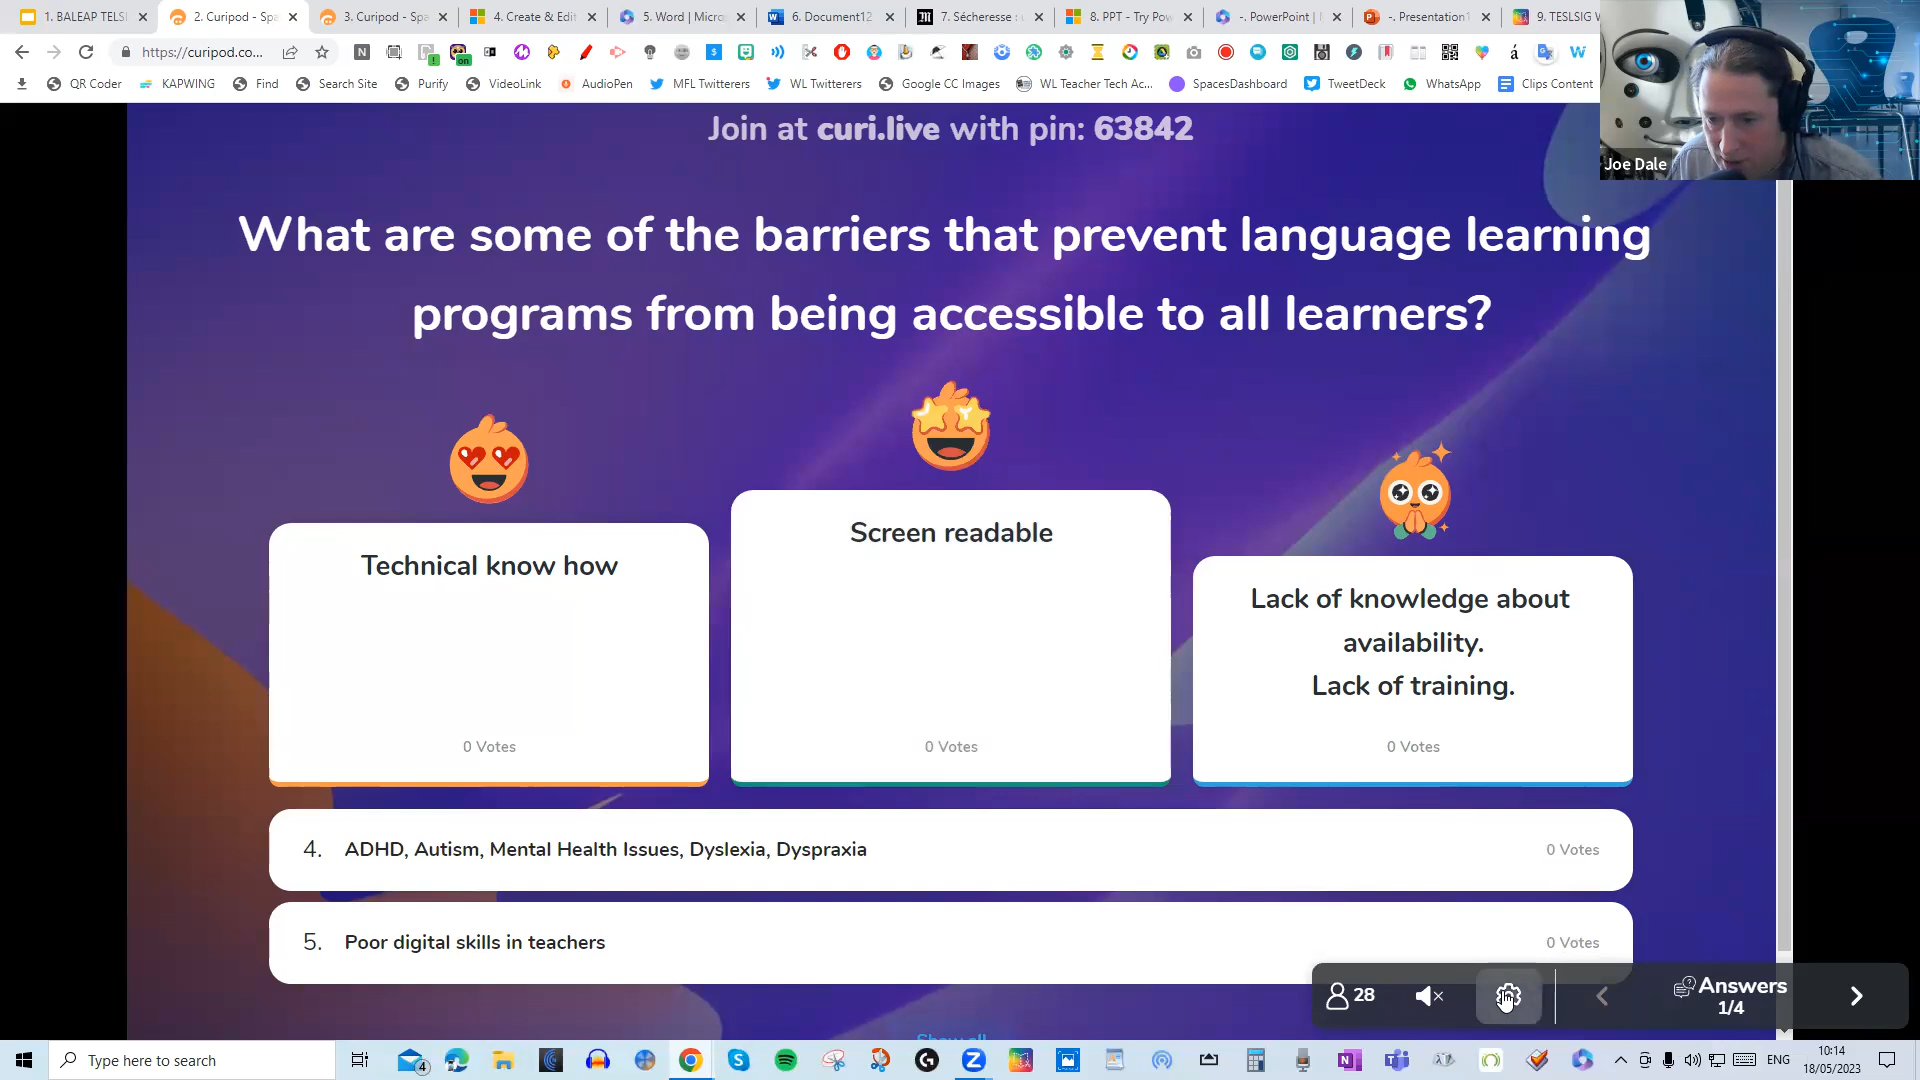 1. BALEAP TELS
2. Curipod - Spa
3. Curipod - Spa
4. Create & Edit
5. Word | Micro
6. Document12
7. Sécheresse :
8. PPT - Try Pow
-. PowerPoint |
-. Presentation1
9. TESLSIG W
https://curipod.co...
on
QR Coder
KAPWING
Find
Search Site
Purify
VideoLink
AudioPen
MFL Twitterers
WL Twitterers
Google CC Images
WL Teacher Tech Ac...
SpacesDashboard
TweetDeck
WhatsApp
Clips Content
Joe Dale
Join at curi.live with pin: 63842
What are some of the barriers that prevent language learning
programs from being accessible to all learners?
Technical know how
0 Votes
Screen readable
0 Votes
Lack of knowledge about
availability.
Lack of training.
0 Votes
4. ADHD, Autism, Mental Health Issues, Dyslexia, Dyspraxia 0 Votes
5. Poor digital skills in teachers 0 Votes
28
Answers
1/4
Show all
Type here to search
4
ENG
10:14
18/05/2023